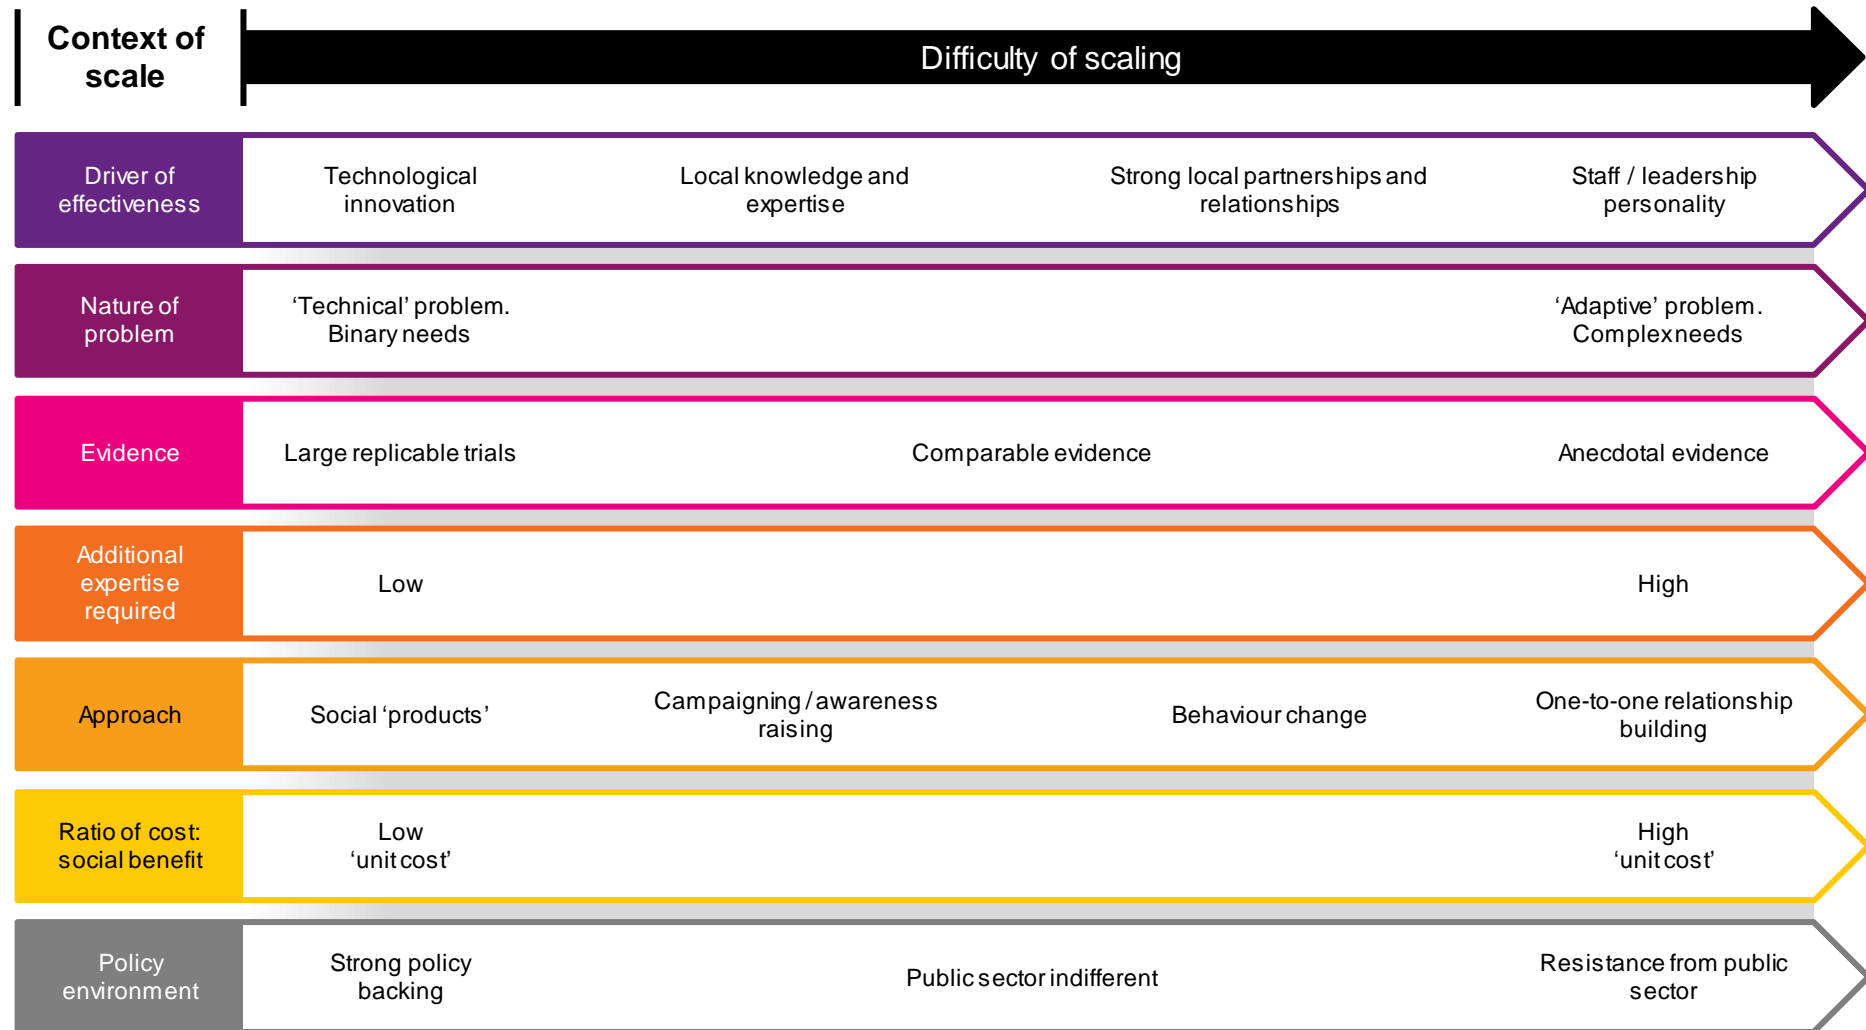 Context of
scale
Difficulty of scaling
Driver of
effectiveness
Technological
innovation
Local knowledge and
expertise
Strong local partnerships and
relationships
Staff / leadership
personality
Nature of
problem
‘Technical’ problem.
Binary needs
‘Adaptive’ problem.
Complex needs
Evidence
Large replicable trials
Comparable evidence
Anecdotal evidence
Additional
expertise
required
Low
High
Approach
Social ‘products’
Campaigning / awareness
raising
Behaviour change
One-to-one relationship
building
Ratio of cost:
social benefit
Low
‘unit cost’
High
‘unit cost’
Policy
environment
Strong policy
backing
Public sector indifferent
Resistance from public
sector